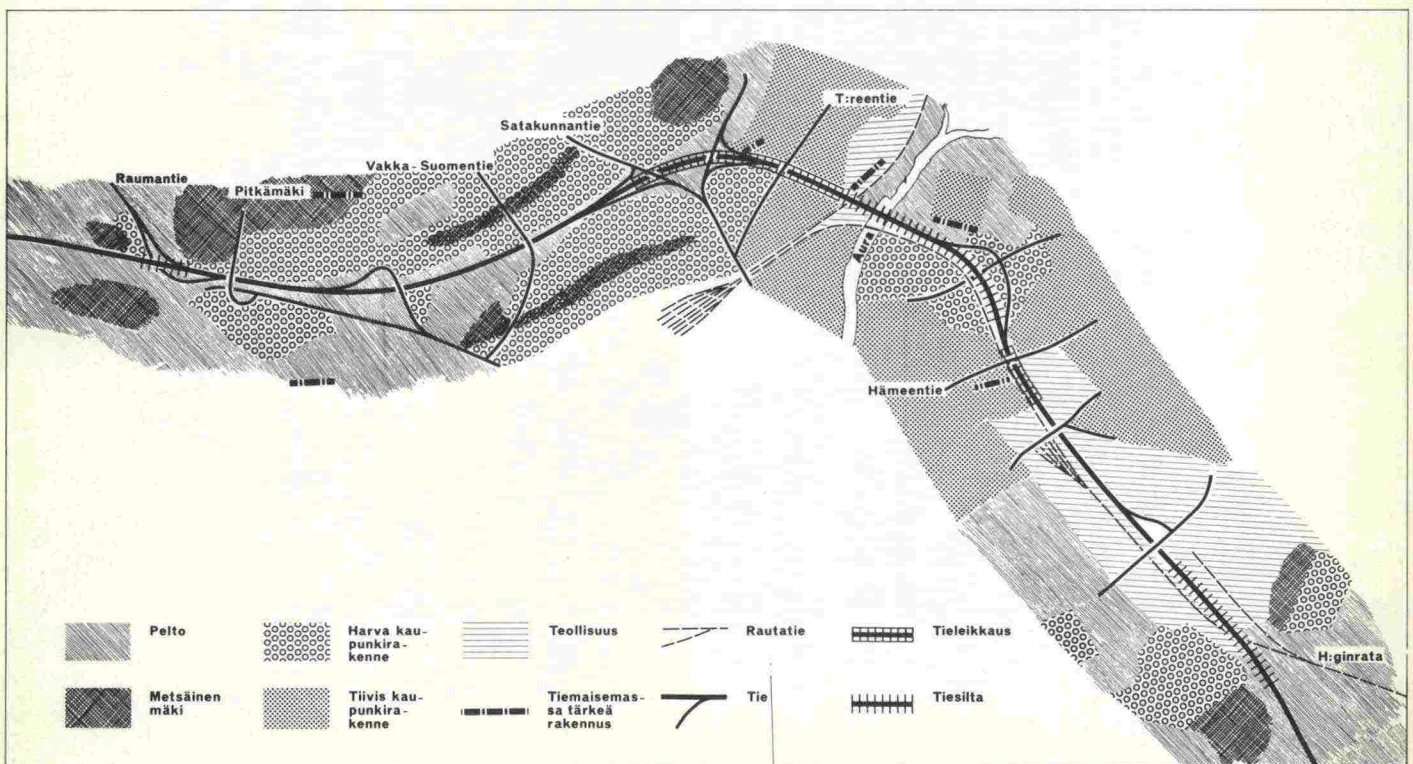 T:reentie
Satakunnantie
Vakka-Suomentie
Raumantie
Pitkämäki
Aura
Hämeentie
H:ginrata
Pelto
Harva kau-
punkira-
kenne
Teollisuus
Rautatie
Tieleikkaus
Metsäinen
mäki
Tiivis kau-
punkira-
kenne
Tiemaisemas-
sa tärkeä
rakennus
Tie
Tiesilta